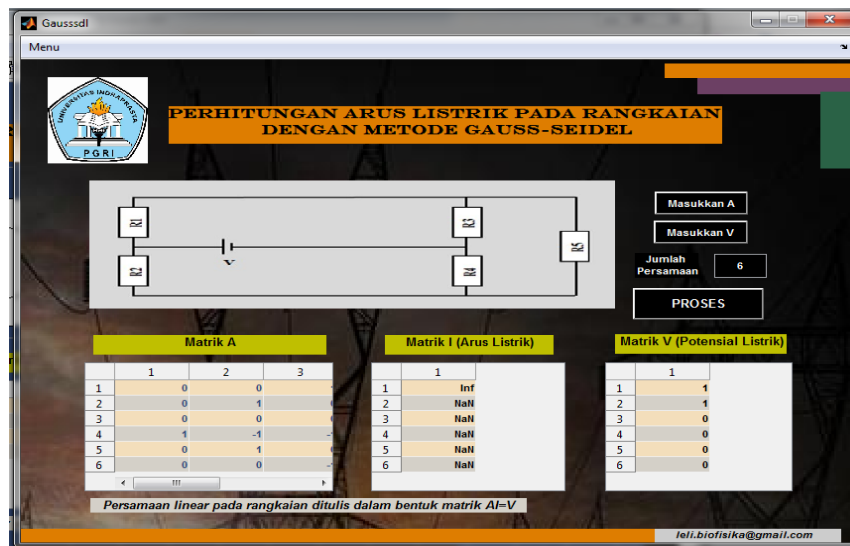 Gausssdl
Menu
UNIVERSITAS INDRAPRASTA
PGRI
PERHITUNGAN ARUS LISTRIK PADA RANGKAIAN
DENGAN METODE GAUSS-SEIDEL
R1
R2
V
R3
R4
R5
Masukkan A
Masukkan V
Jumlah
Persamaan
6
PROSES
Matrik A
1 2 3
1 0 0
2 0 1
3 0 0
4 1 -1
5 0 1
6 0 0
Matrik I (Arus Listrik)
1
1 Inf
2 NaN
3 NaN
4 NaN
5 NaN
6 NaN
Matrik V (Potensial Listrik)
1
1 1
2 1
3 0
4 0
5 0
6 0
Persamaan linear pada rangkaian ditulis dalam bentuk matrik AI=V
leli.biofisika@gmail.com